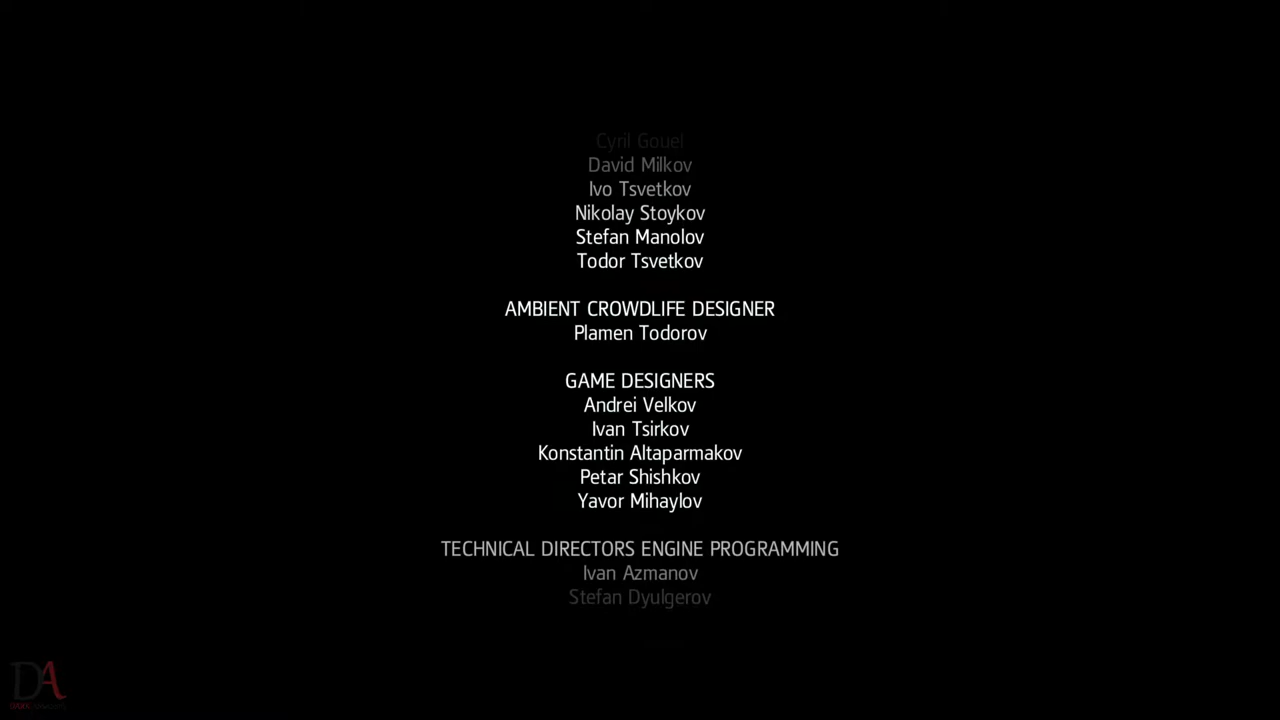 Cyril Gouel
David Milkov
Ivo Tsvetkov
Nikolay Stoykov
Stefan Manolov
Todor Tsvetkov
AMBIENT CROWDLIFE DESIGNER
Plamen Todorov
GAME DESIGNERS
Andrei Velkov
Ivan Tsirkov
Konstantin Altaparmakov
Petar Shishkov
Yavor Mihaylov
TECHNICAL DIRECTORS ENGINE PROGRAMMING
Ivan Azmanov
Stefan Dyulgerov
DA